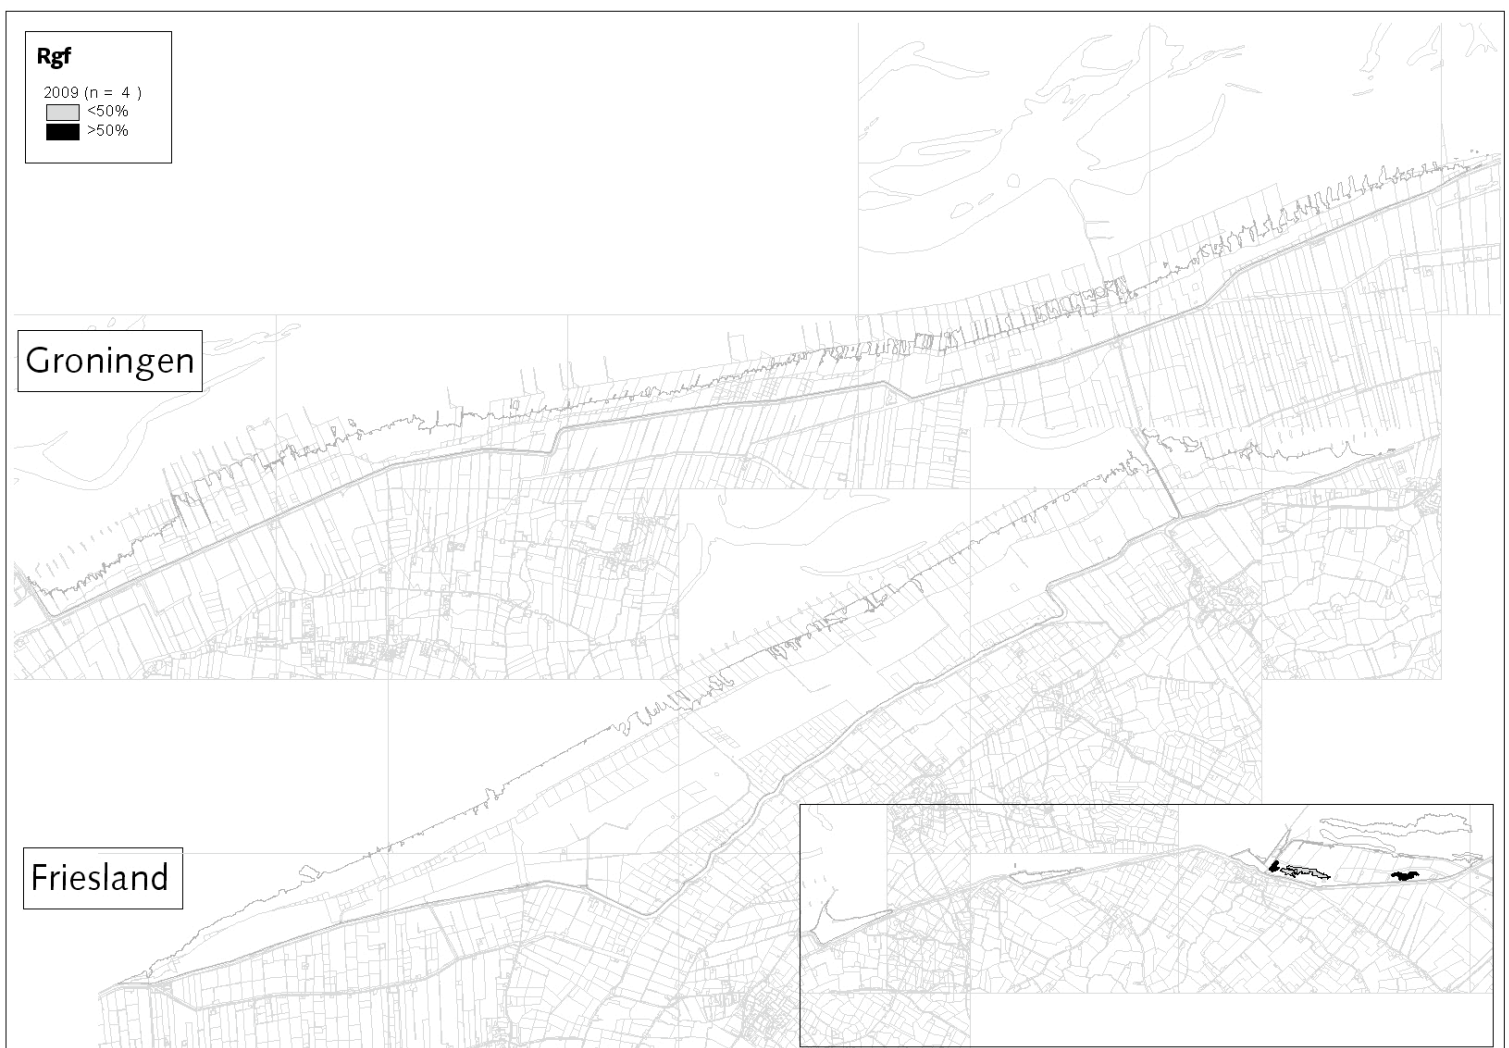 Rgf
2009 (n = 4 )
<50%
>50%
Groningen
Friesland